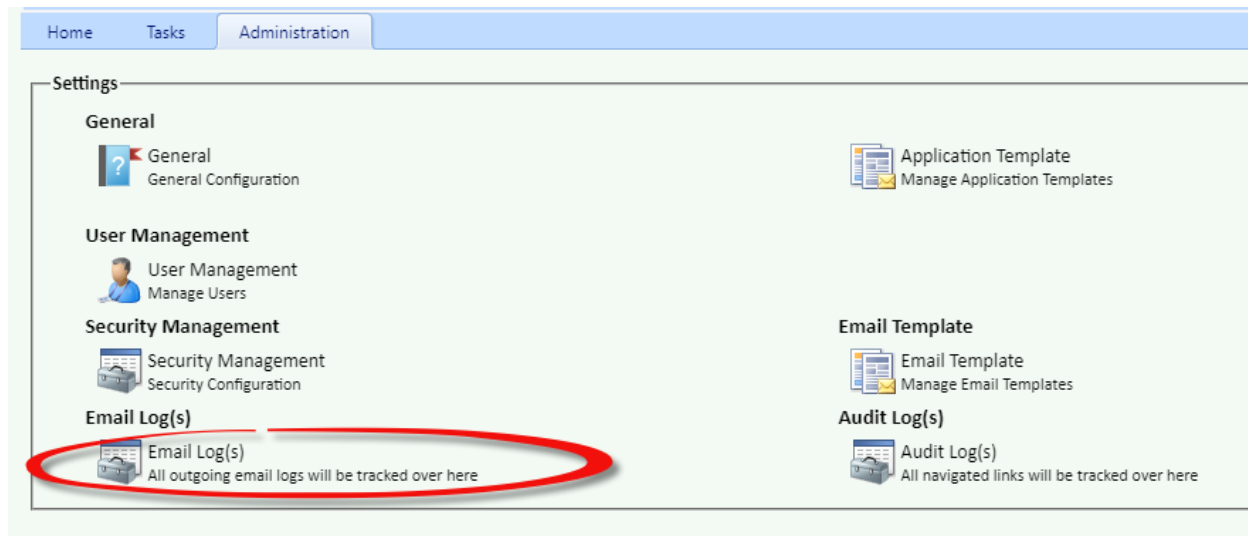 Home Tasks Administration
Settings
General
General
General Configuration
Application Template
Manage Application Templates
User Management
User Management
Manage Users
Security Management
Security Management
Security Configuration
Email Template
Email Template
Manage Email Templates
Email Log(s)
Email Log(s)
All outgoing email logs will be tracked over here
Audit Log(s)
Audit Log(s)
All navigated links will be tracked over here